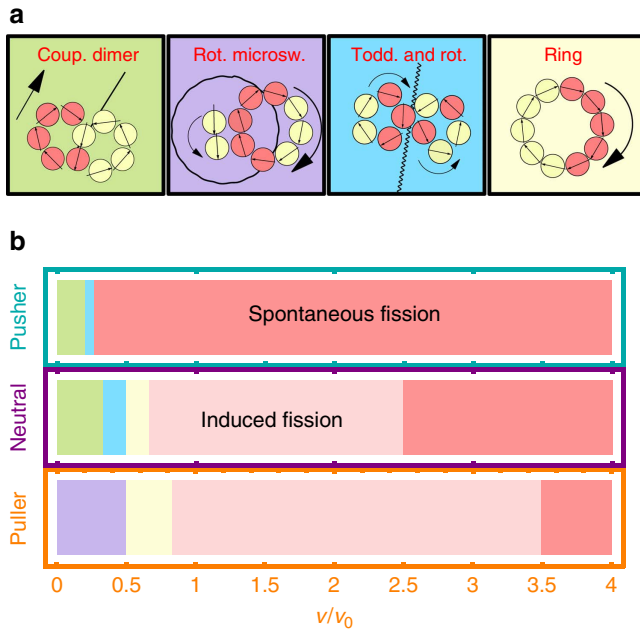 a
Coup. dimer
Rot. microsw.
Todd. and rot.
Ring
b
Pusher
Spontaneous fission
Neutral
Induced fission
Puller
0 0.5 1 1.5 2 2.5 3 3.5 4
v/v₀